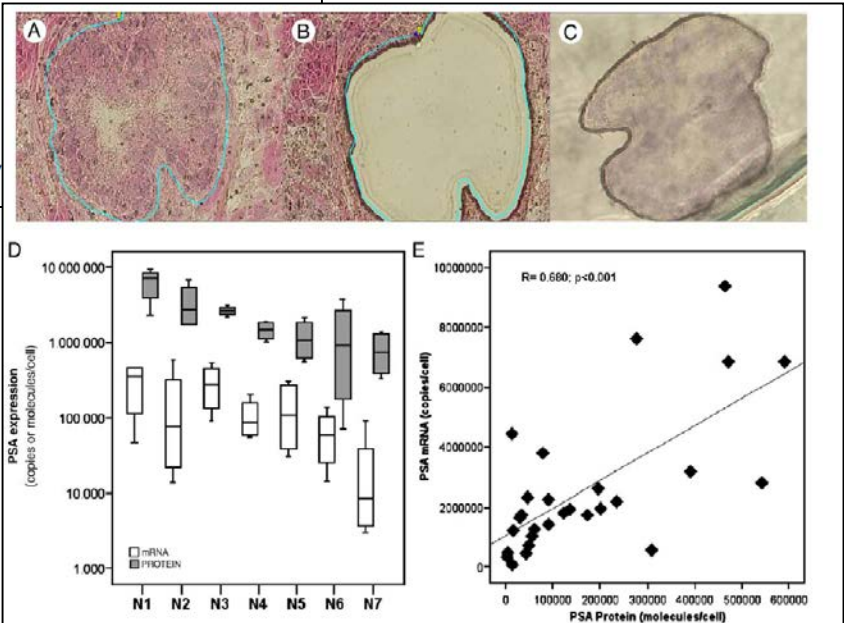 A
B
C
D
10 000 000
1 000 000
100 000
10 000
1 000
PSA expression
(copies or molecules/cell)
mRNA
PROTEIN
N1 N2 N3 N4 N5 N6 N7
E
R= 0.680; p<0.001
10000000
8000000
6000000
4000000
2000000
0
PSA mRNA (copies/cell)
0 100000 200000 300000 400000 500000 600000
PSA Protein (molecules/cell)